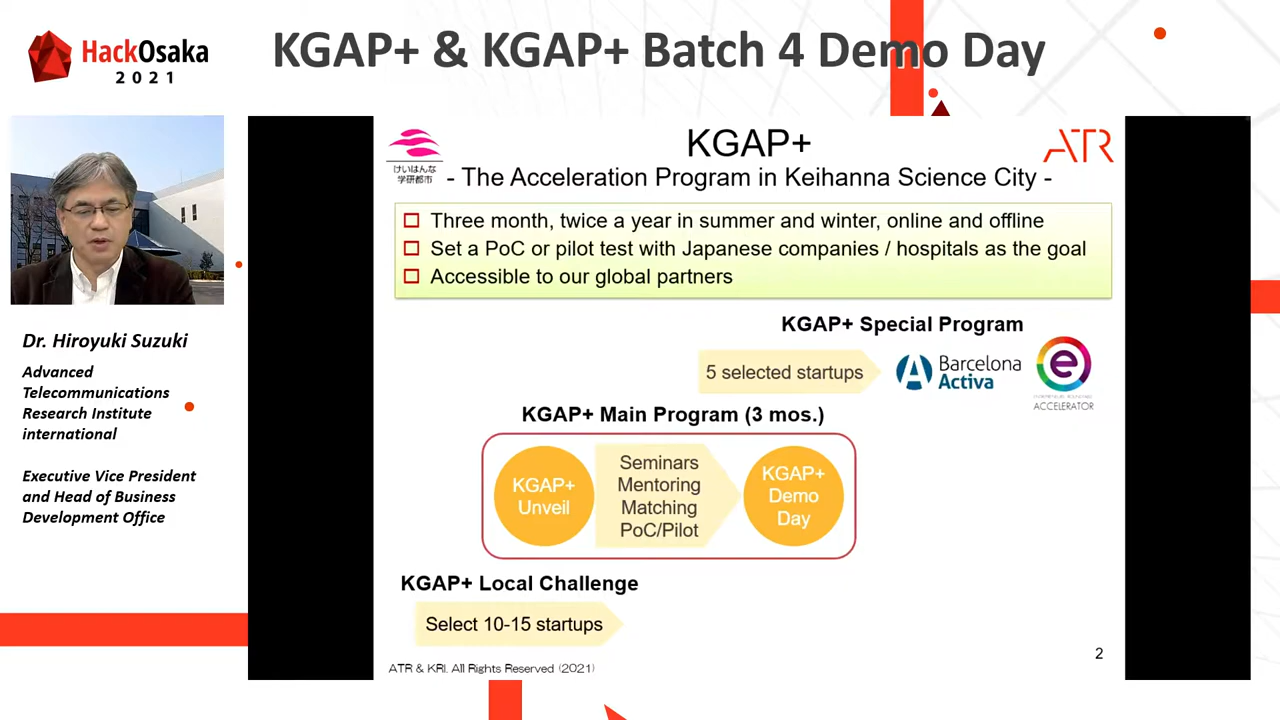 HackOsaka
2021
KGAP+ & KGAP+ Batch 4 Demo Day
Dr. Hiroyuki Suzuki
Advanced
Telecommunications
Research Institute
international
Executive Vice President
and Head of Business
Development Office
けいはんな
学研都市
KGAP+
ATR
- The Acceleration Program in Keihanna Science City -
Three month, twice a year in summer and winter, online and offline
Set a PoC or pilot test with Japanese companies / hospitals as the goal
Accessible to our global partners
KGAP+ Special Program
5 selected startups
Barcelona
Activa
e
ACCELERATOR
KGAP+ Main Program (3 mos.)
KGAP+
Unveil
Seminars
Mentoring
Matching
PoC/Pilot
KGAP+
Demo
Day
KGAP+ Local Challenge
Select 10-15 startups
ATR & KRI. All Rights Reserved (2021)
2